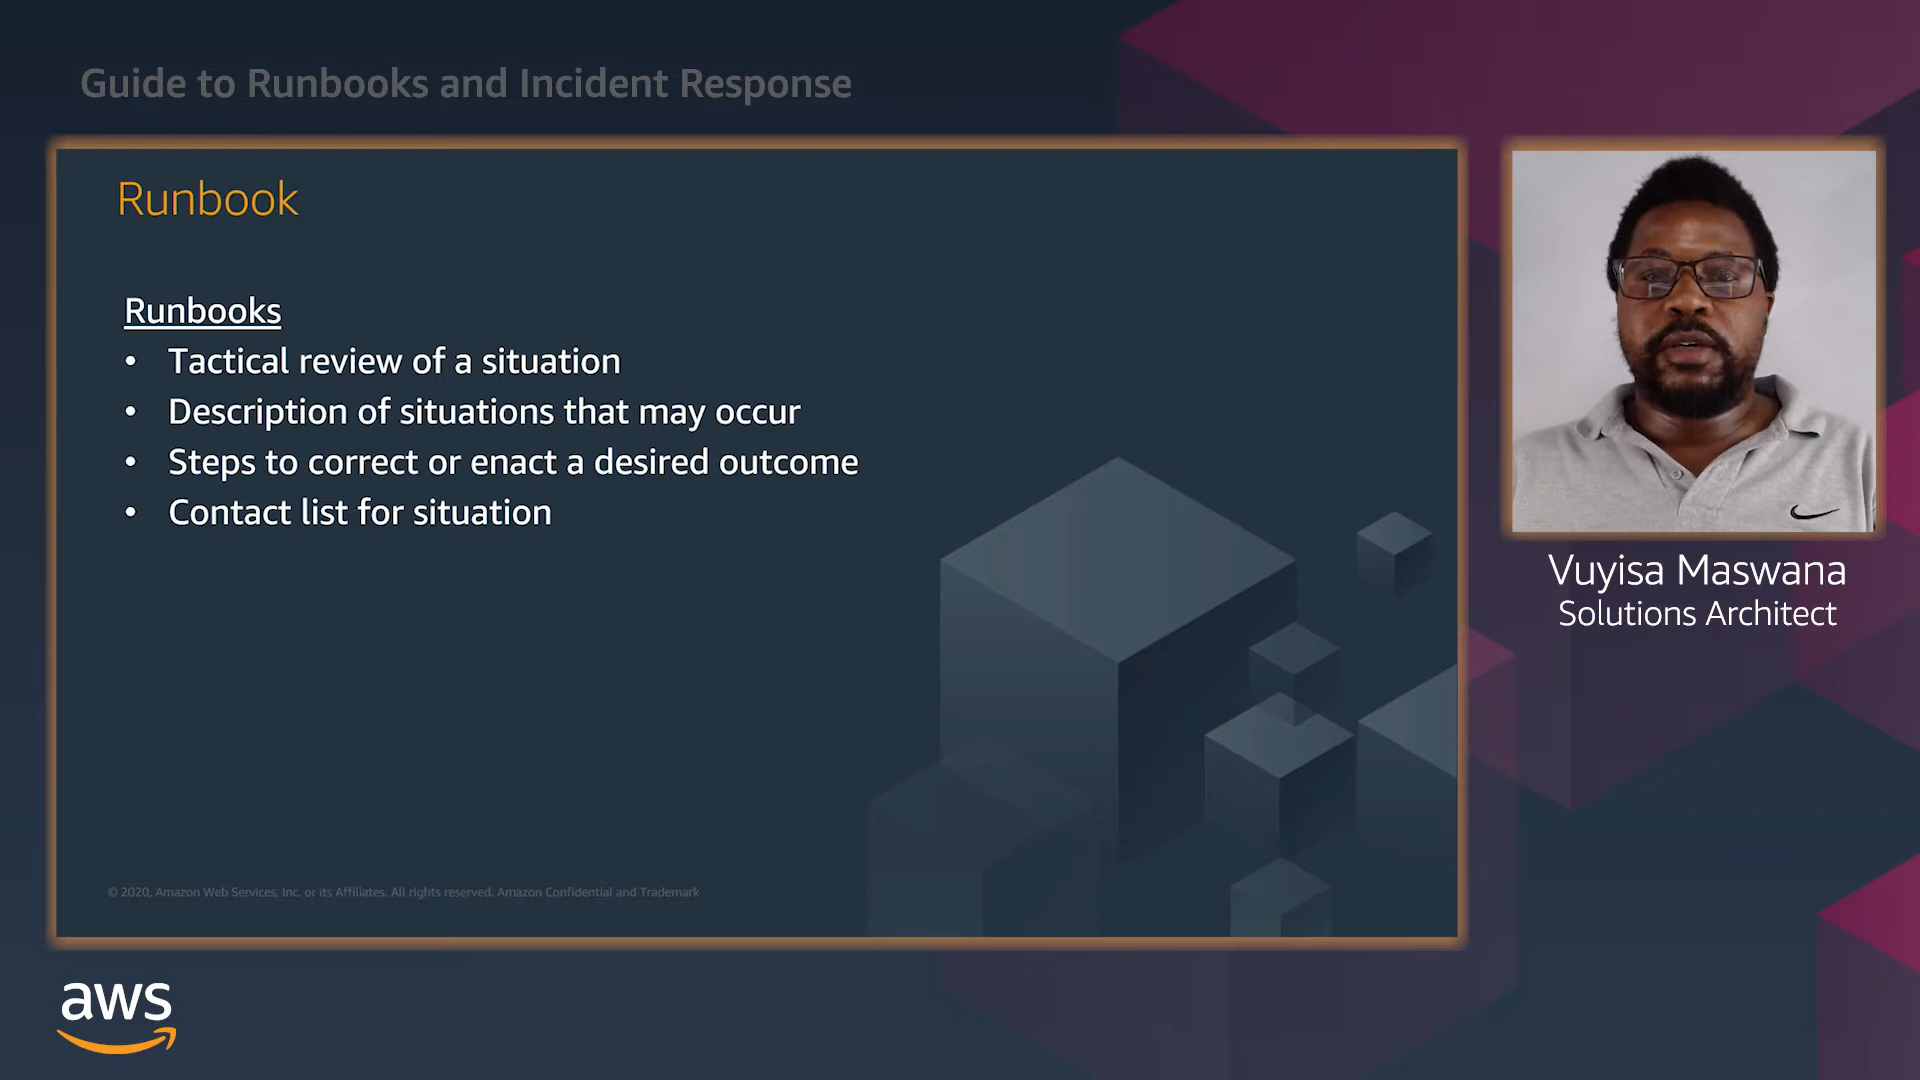 Guide to Runbooks and Incident Response
Runbook
Runbooks
• Tactical review of a situation
• Description of situations that may occur
• Steps to correct or enact a desired outcome
• Contact list for situation
© 2020, Amazon Web Services, Inc. or its Affiliates. All rights reserved. Amazon Confidential and Trademark
Vuyisa Maswana
Solutions Architect
aws